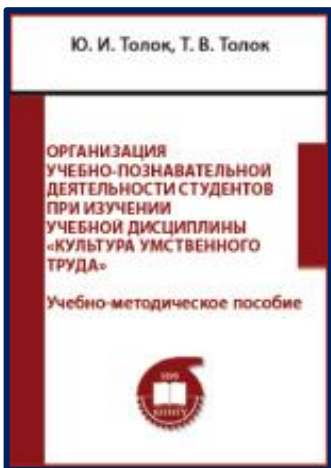 Ю. И. Толок, Т. В. Толок
ОРГАНИЗАЦИЯ
УЧЕБНО-ПОЗНАВАТЕЛЬНОЙ
ДЕЯТЕЛЬНОСТИ СТУДЕНТОВ
ПРИ ИЗУЧЕНИИ
УЧЕБНОЙ ДИСЦИПЛИНЫ
«КУЛЬТУРА УМСТВЕННОГО
ТРУДА»
Учебно-методическое пособие